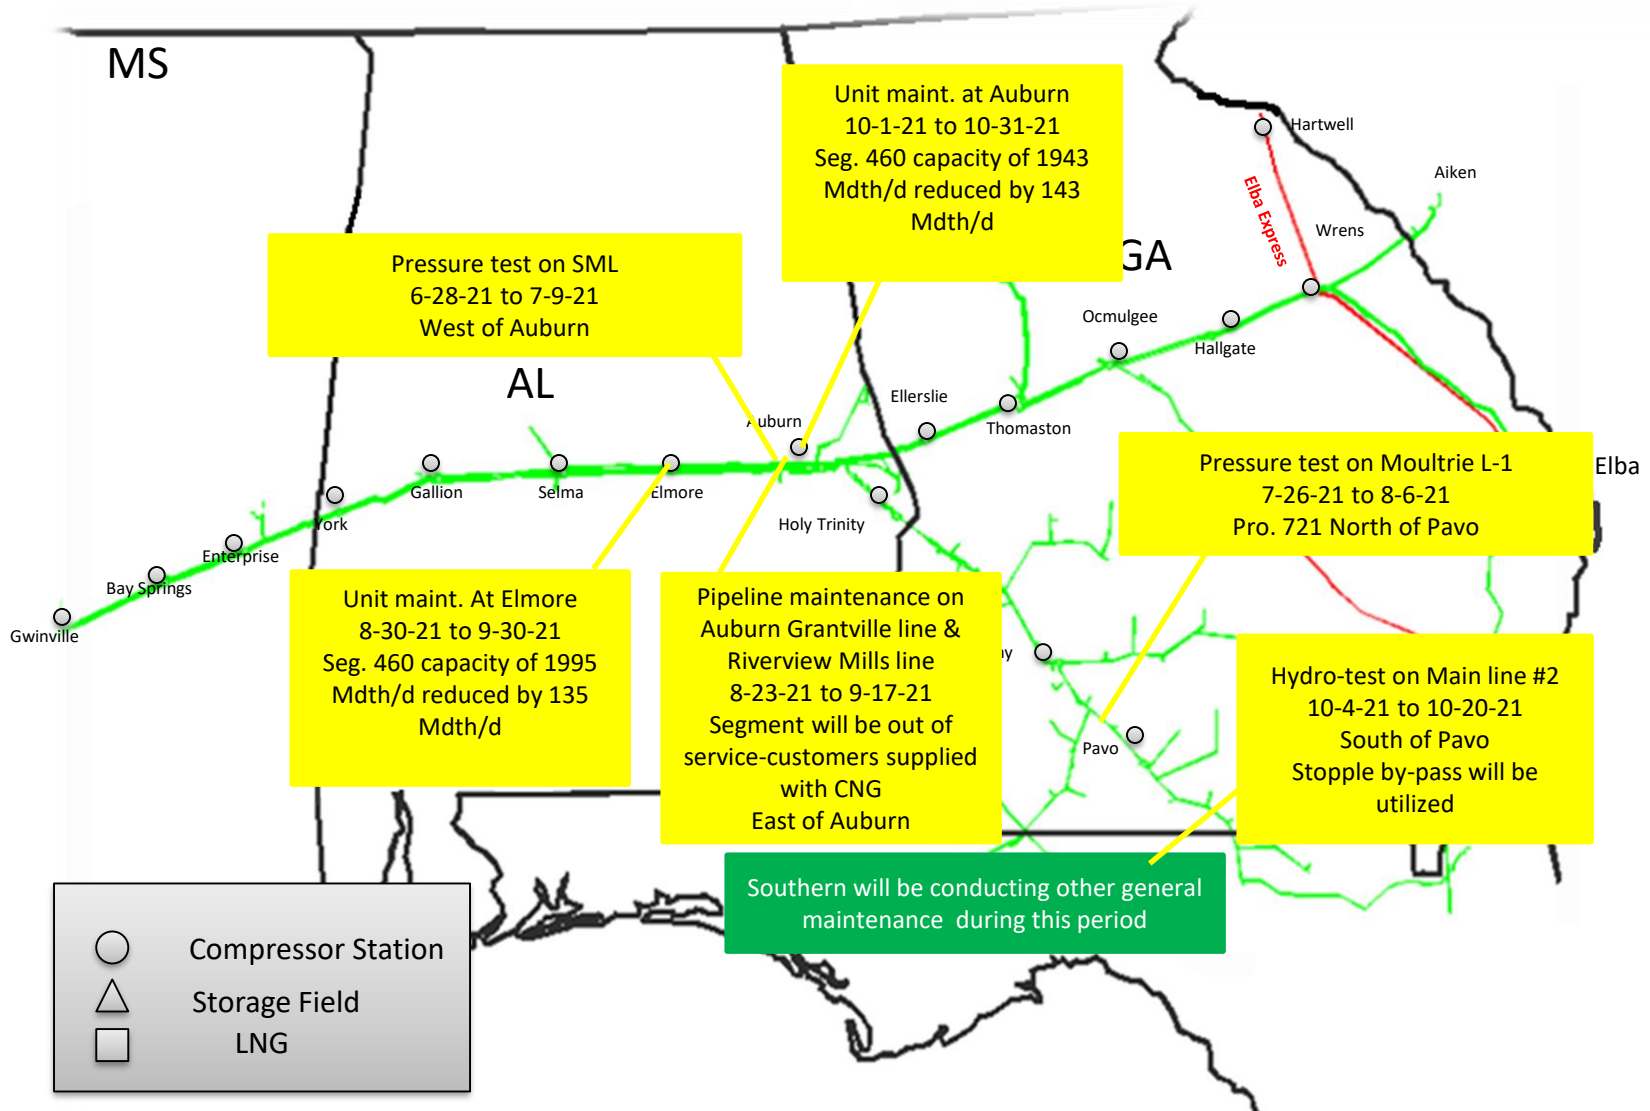 MS
Unit maint. at Auburn
10-1-21 to 10-31-21
Seg. 460 capacity of 1943
Mdth/d reduced by 143
Mdth/d
Hartwell
Aiken
Elba Express
Wrens
GA
Pressure test on SML
6-28-21 to 7-9-21
West of Auburn
Ocmulgee
Hallgate
AL
Ellerslie
Auburn
Thomaston
Pressure test on Moultrie L-1
7-26-21 to 8-6-21
Pro. 721 North of Pavo
Elba
Gallion
Selma
Elmore
York
Holy Trinity
Enterprise
Bay Springs
Gwinville
Unit maint. At Elmore
8-30-21 to 9-30-21
Seg. 460 capacity of 1995
Mdth/d reduced by 135
Mdth/d
Pipeline maintenance on
Auburn Grantville line &
Riverview Mills line
8-23-21 to 9-17-21
Segment will be out of
service-customers supplied
with CNG
East of Auburn
Hydro-test on Main line #2
10-4-21 to 10-20-21
South of Pavo
Stopple by-pass will be
utilized
Pavo
Southern will be conducting other general
maintenance during this period
Compressor Station
Storage Field
LNG